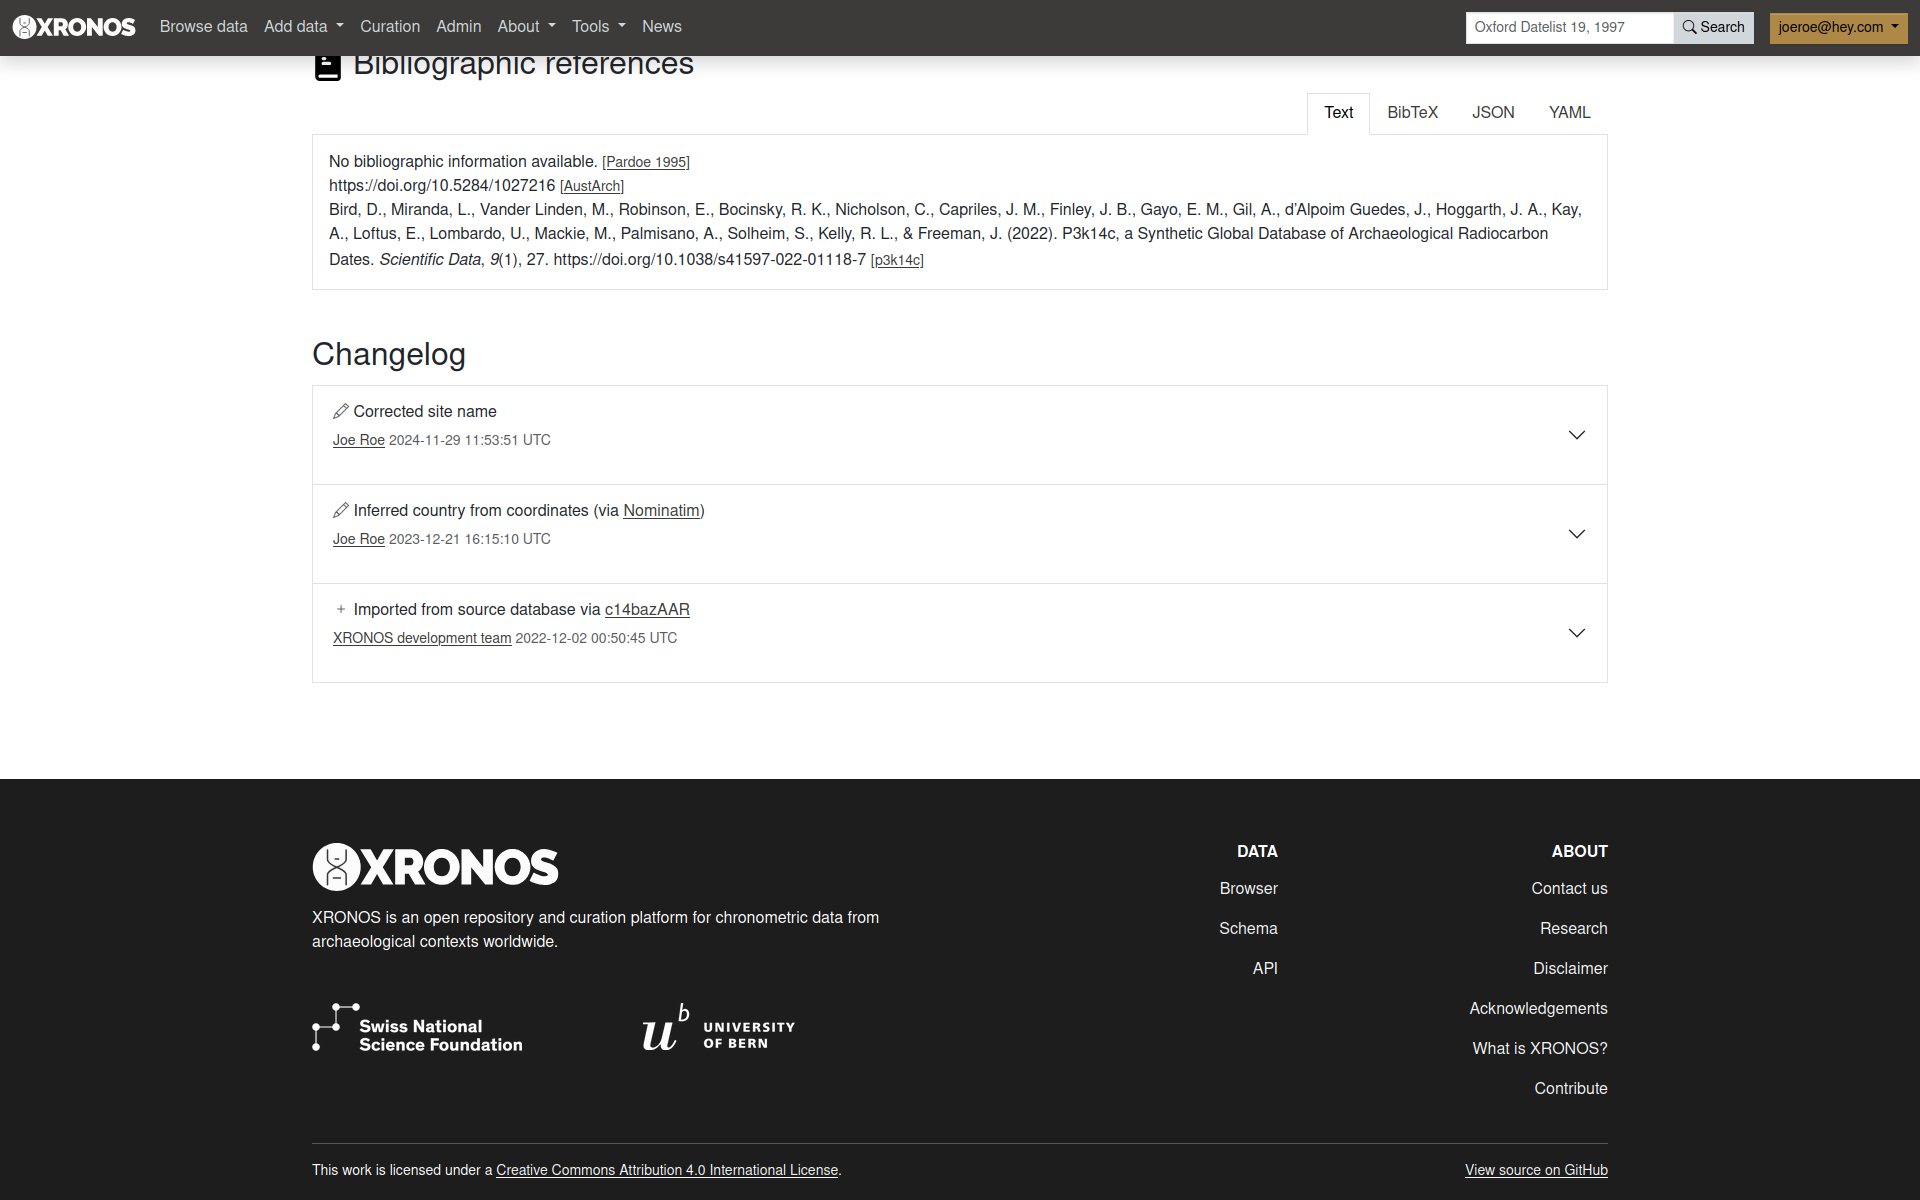 XRONOS Browse data Add data Curation Admin About Tools News Oxford Datelist 19, 1997 Search joeroe@hey.com
Bibliographic references
Text BibTeX JSON YAML
No bibliographic information available. [Pardoe 1995]
https://doi.org/10.5284/1027216 [AustArch]
Bird, D., Miranda, L., Vander Linden, M., Robinson, E., Bocinsky, R. K., Nicholson, C., Capriles, J. M., Finley, J. B., Gayo, E. M., Gil, A., d’Alpoim Guedes, J., Hoggarth, J. A., Kay,
A., Loftus, E., Lombardo, U., Mackie, M., Palmisano, A., Solheim, S., Kelly, R. L., & Freeman, J. (2022). P3k14c, a Synthetic Global Database of Archaeological Radiocarbon
Dates. Scientific Data, 9(1), 27. https://doi.org/10.1038/s41597-022-01118-7 [p3k14c]
Changelog
Corrected site name
Joe Roe 2024-11-29 11:53:51 UTC
Inferred country from coordinates (via Nominatim)
Joe Roe 2023-12-21 16:15:10 UTC
Imported from source database via c14bazAAR
XRONOS development team 2022-12-02 00:50:45 UTC
XRONOS
XRONOS is an open repository and curation platform for chronometric data from
archaeological contexts worldwide.
Swiss National
Science Foundation
u b UNIVERSITY
OF BERN
DATA
Browser
Schema
API
ABOUT
Contact us
Research
Disclaimer
Acknowledgements
What is XRONOS?
Contribute
This work is licensed under a Creative Commons Attribution 4.0 International License.
View source on GitHub